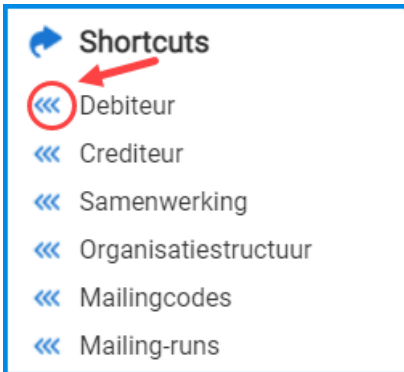 Shortcuts
Debiteur
Crediteur
Samenwerking
Organisatiestructuur
Mailingcodes
Mailing-runs